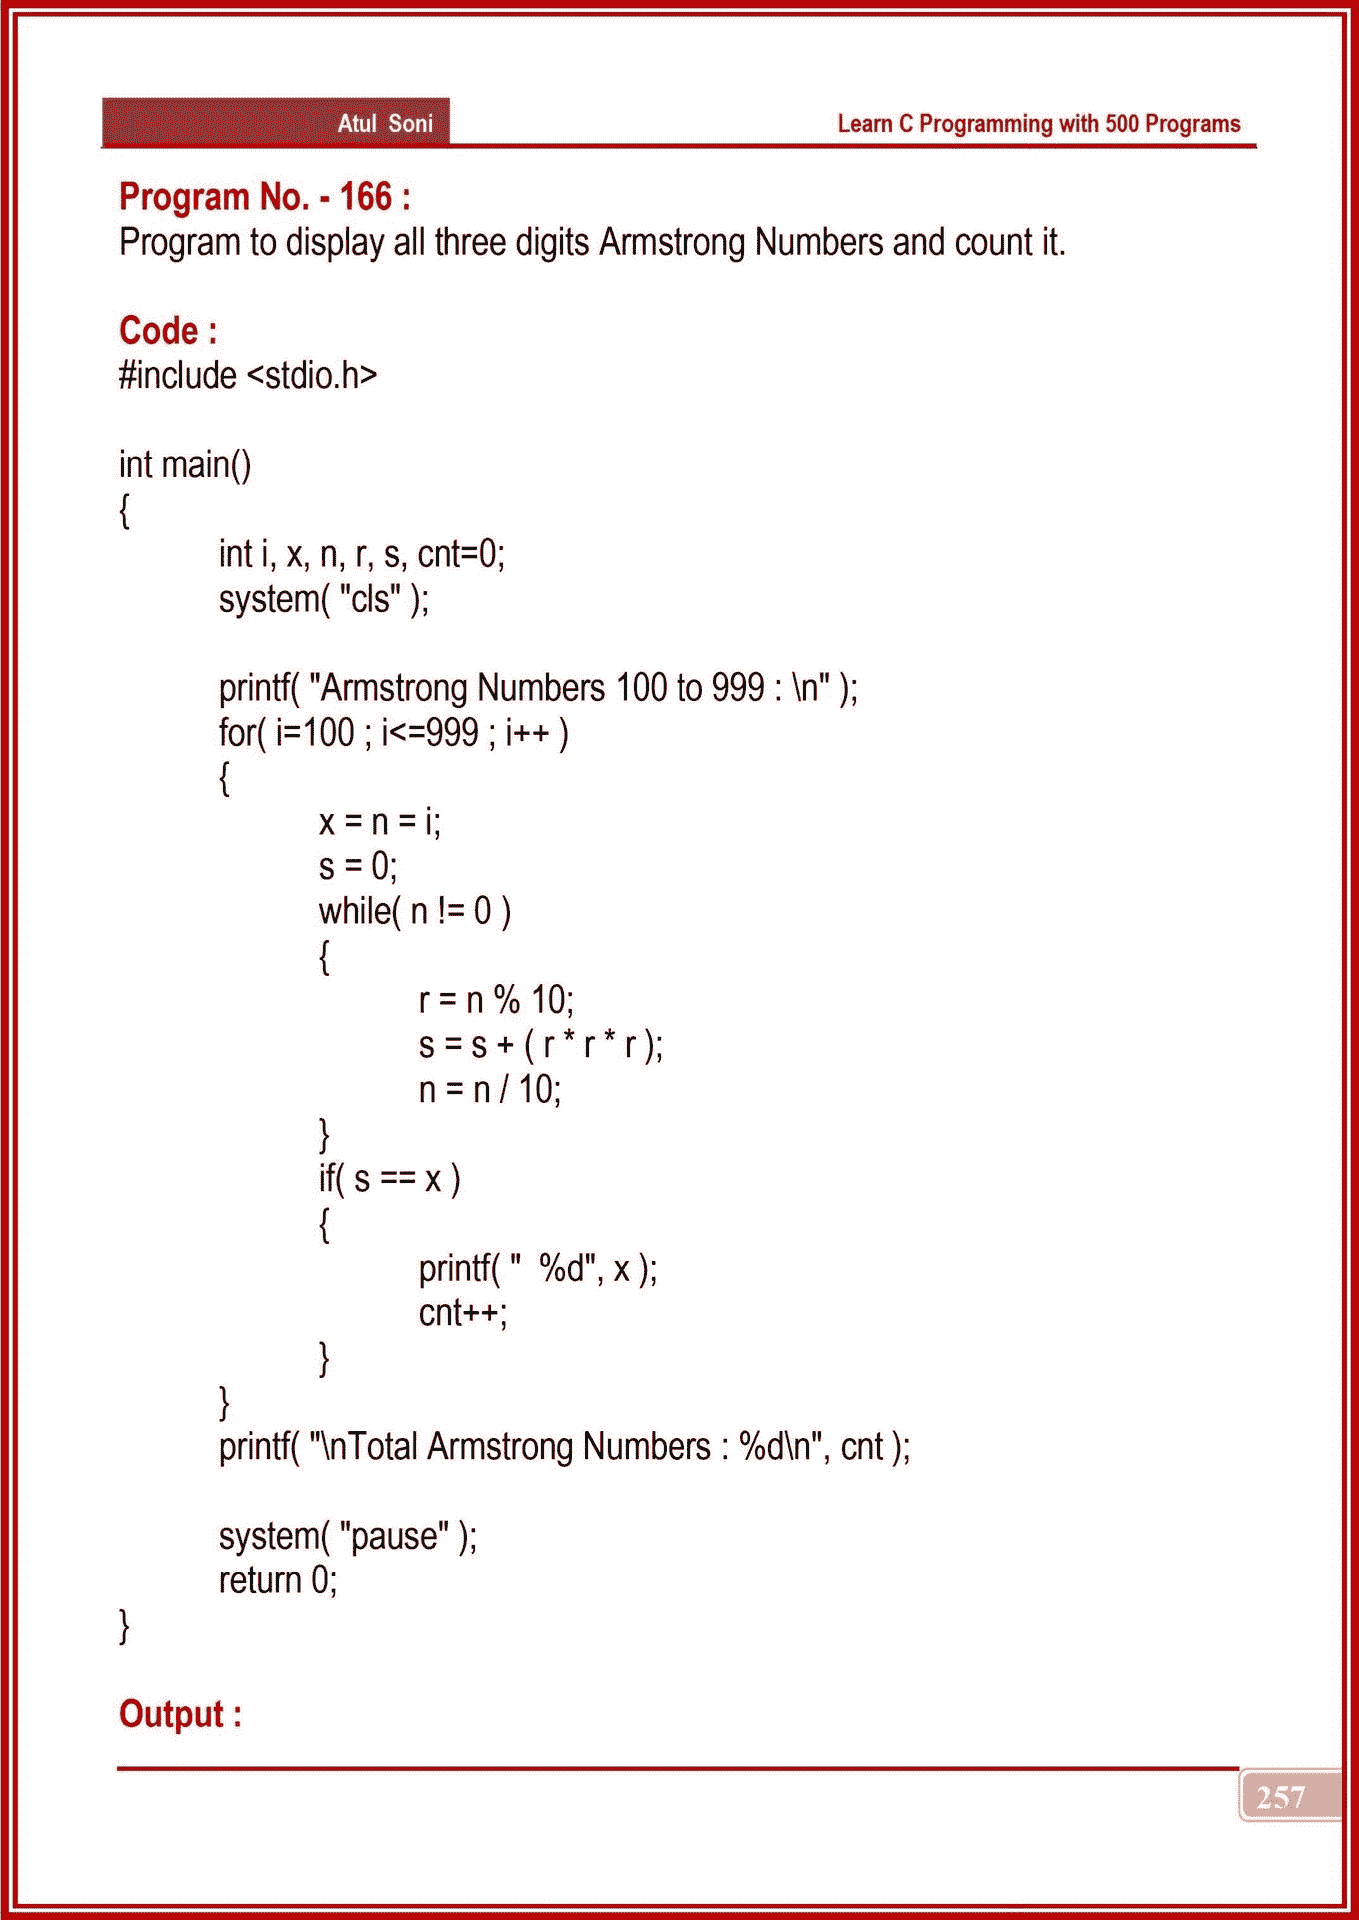 Atul  Soni
Learn C Programming with 500 Programs
Program No. - 166 :
Program to display all three digits Armstrong Numbers and count it.
Code :
#include <stdio.h>
int main()
{
int i, x, n, r, s, cnt=0;
system( "cls" );
printf( "Armstrong Numbers 100 to 999 : \n" );
for( i=100 ; i<=999 ; i++ )
{
x = n = i;
s = 0;
while( n != 0 )
{
r = n % 10;
s = s + ( r * r * r );
n = n / 10;
}
if( s == x )
{
printf( "  %d", x );
cnt++;
}
}
printf( "\nTotal Armstrong Numbers : %d\n", cnt );
system( "pause" );
return 0;
}
Output :
257